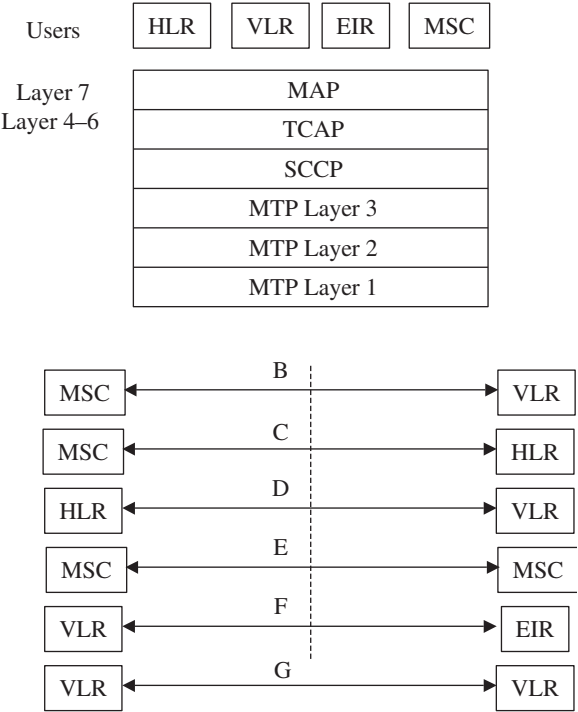 Users HLR VLR EIR MSC
Layer 7 MAP
Layer 4–6 TCAP
SCCP
MTP Layer 3
MTP Layer 2
MTP Layer 1
B
MSC VLR
C
MSC HLR
D
HLR VLR
E
MSC MSC
F
VLR EIR
G
VLR VLR